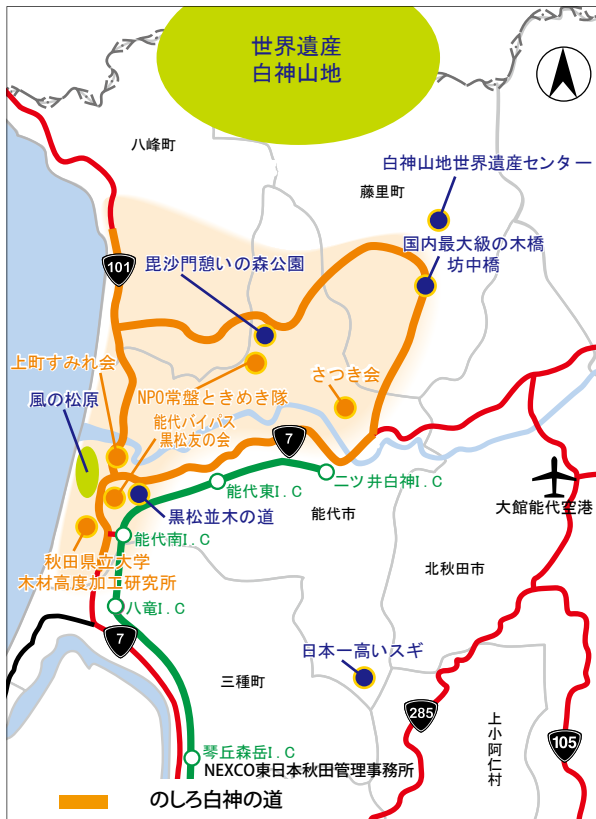 世界遺産
白神山地
八峰町
白神山地世界遺産センター
藤里町
国内最大級の木橋
坊中橋
101
毘沙門憩いの森公園
上町すみれ会
NPO常盤ときめき隊
さつき会
風の松原
能代バイパス
黒松友の会
7
能代東I.C
二ツ井白神I.C
大館能代空港
黒松並木の道
能代市
能代南I.C
秋田県立大学
木材高度加工研究所
北秋田市
八竜I.C
7
日本一高いスギ
三種町
285
上小阿仁村
105
琴丘森岳I.C
NEXCO東日本秋田管理事務所
のしろ白神の道